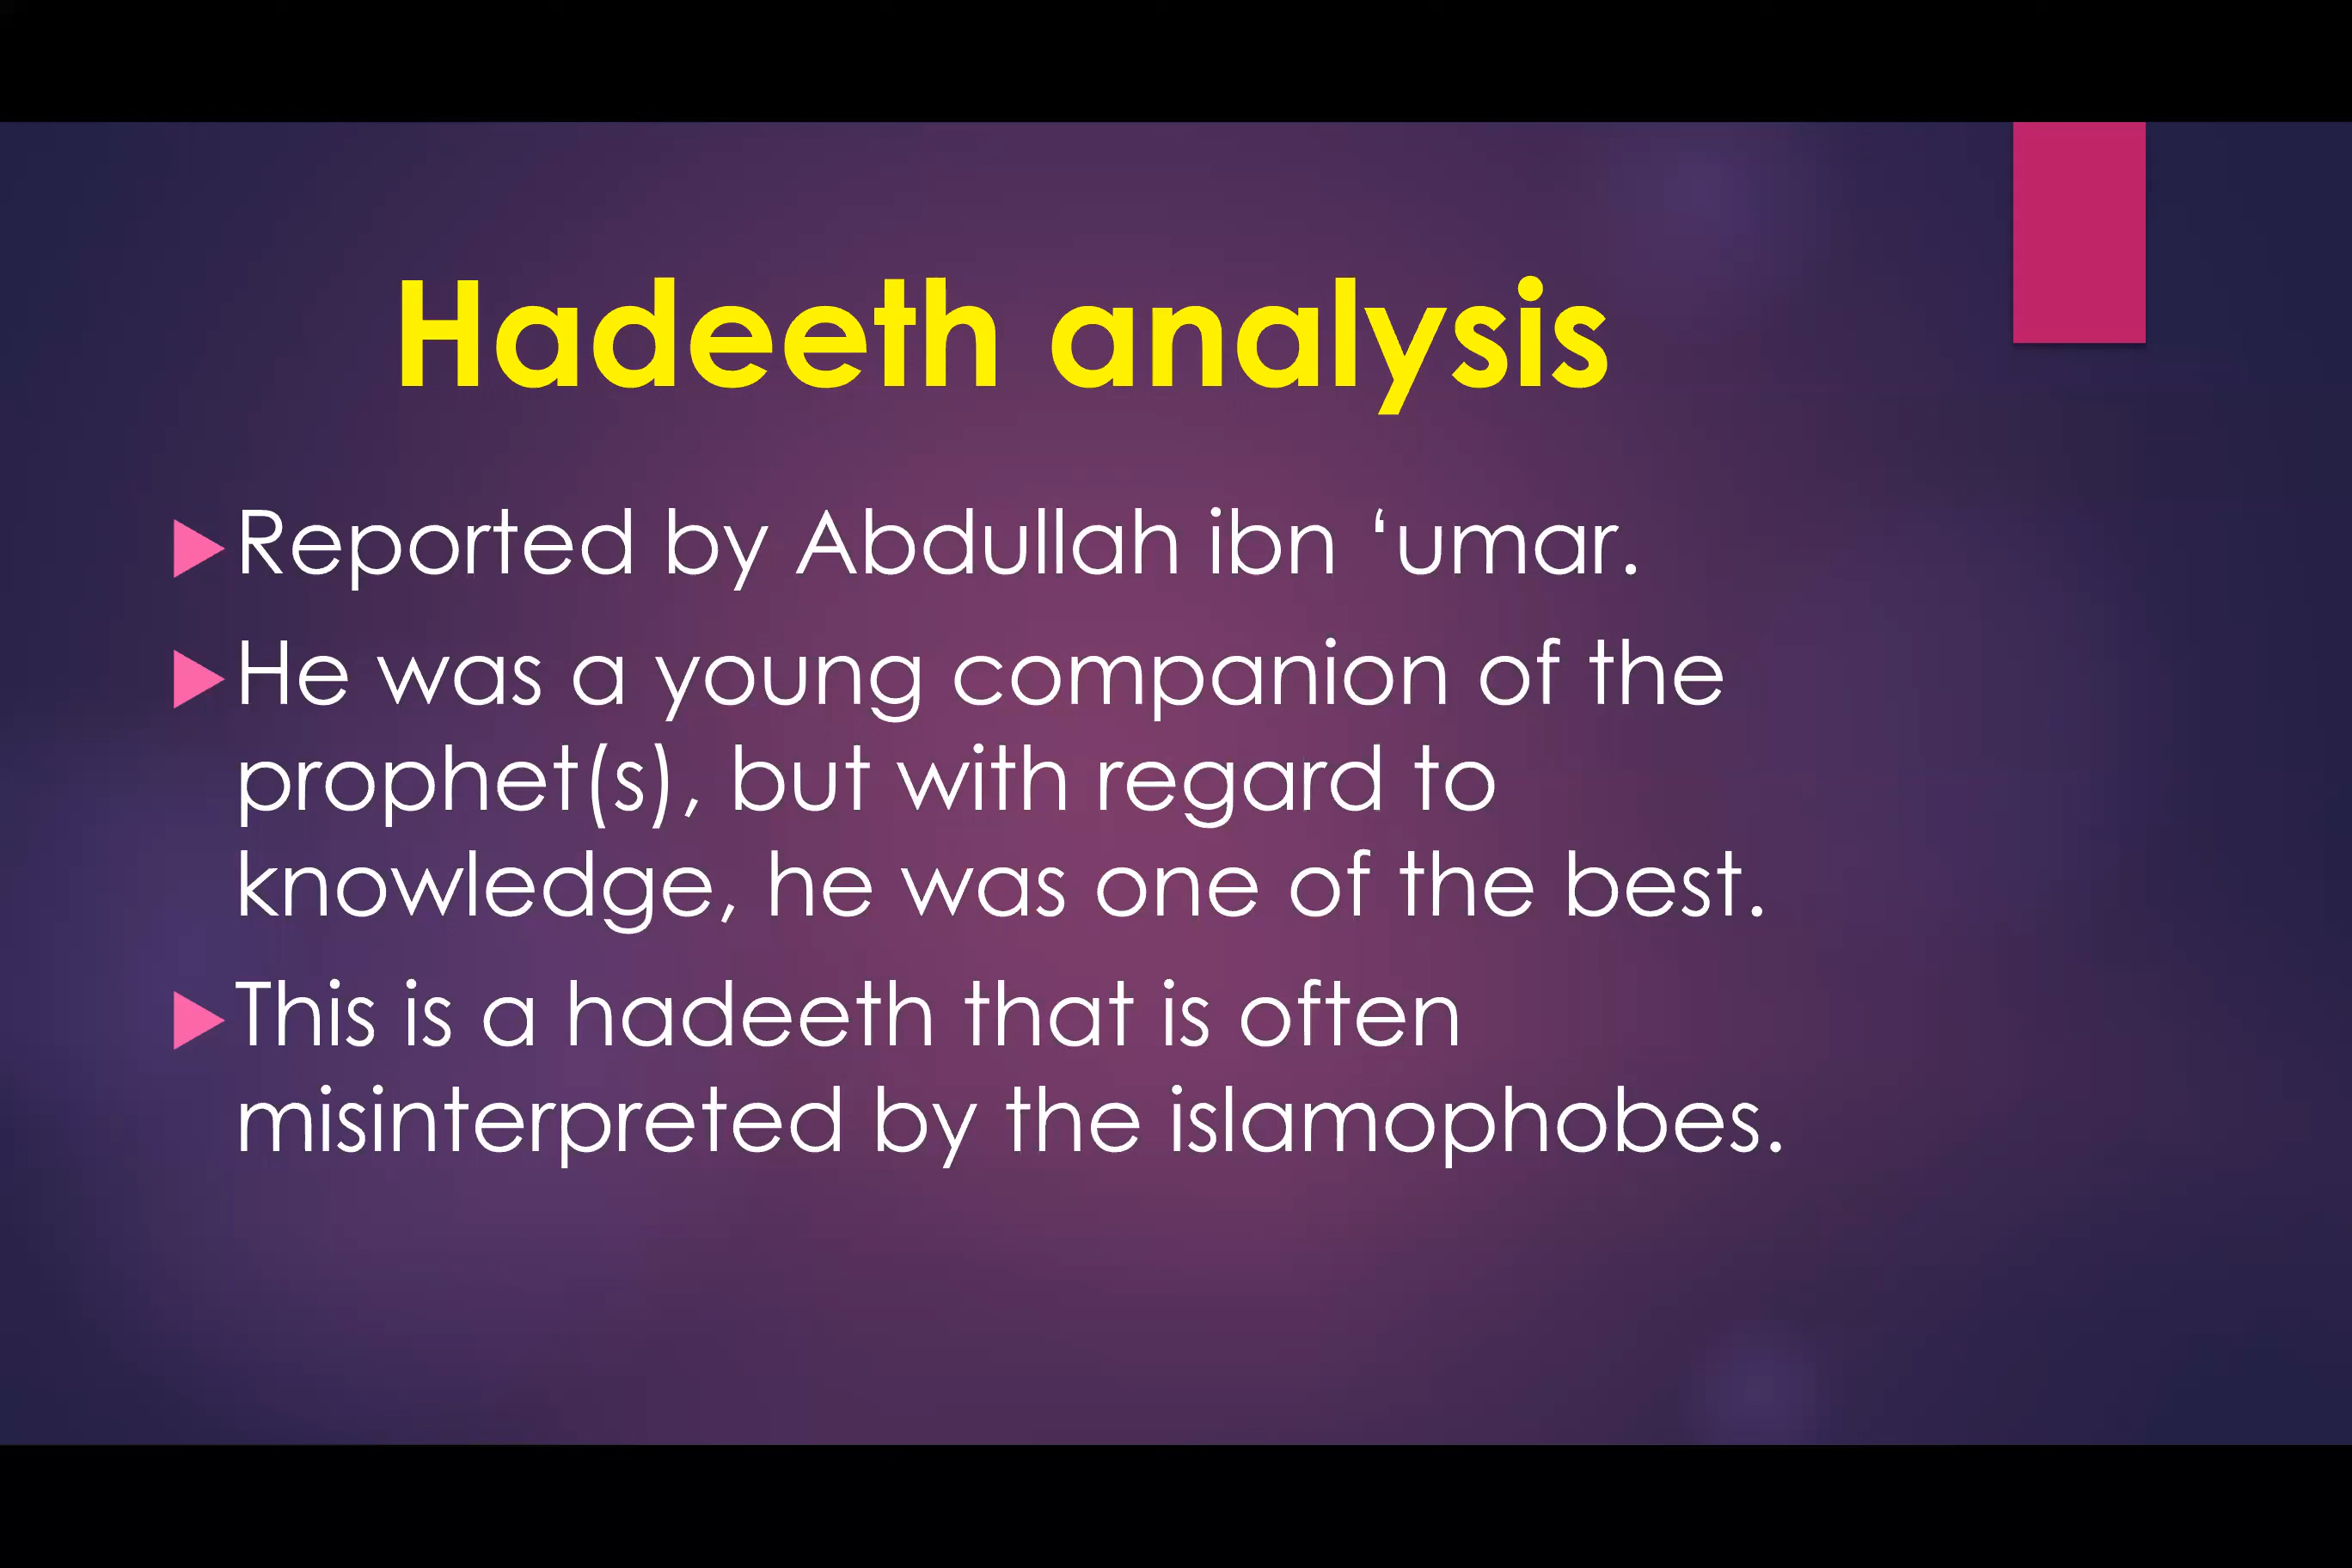 Hadeeth analysis
Reported by Abdullah ibn ‘umar.
He was a young companion of the
prophet(s), but with regard to
knowledge, he was one of the best.
This is a hadeeth that is often
misinterpreted by the islamophobes.